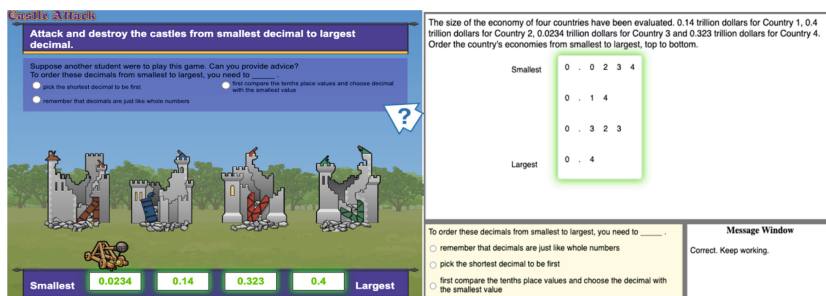 Castle Attack
Attack and destroy the castles from smallest decimal to largest
decimal.
Suppose another student were to play this game. Can you provide advice?
To order these decimals from smallest to largest, you need to _____ .
pick the shortest decimal to be first
first compare the tenths place values and choose decimal
with the smallest value
remember that decimals are just like whole numbers
?
Smallest 0.0234 0.14 0.323 0.4 Largest
The size of the economy of four countries have been evaluated. 0.14 trillion dollars for Country 1, 0.4
trillion dollars for Country 2, 0.0234 trillion dollars for Country 3 and 0.323 trillion dollars for Country 4.
Order the country's economies from smallest to largest, top to bottom.
Smallest 0 . 0 2 3 4
0 . 1 4
0 . 3 2 3
Largest 0 . 4
To order these decimals from smallest to largest, you need to _____ .
remember that decimals are just like whole numbers
pick the shortest decimal to be first
first compare the tenths place values and choose the decimal with
the smallest value
Message Window
Correct. Keep working.